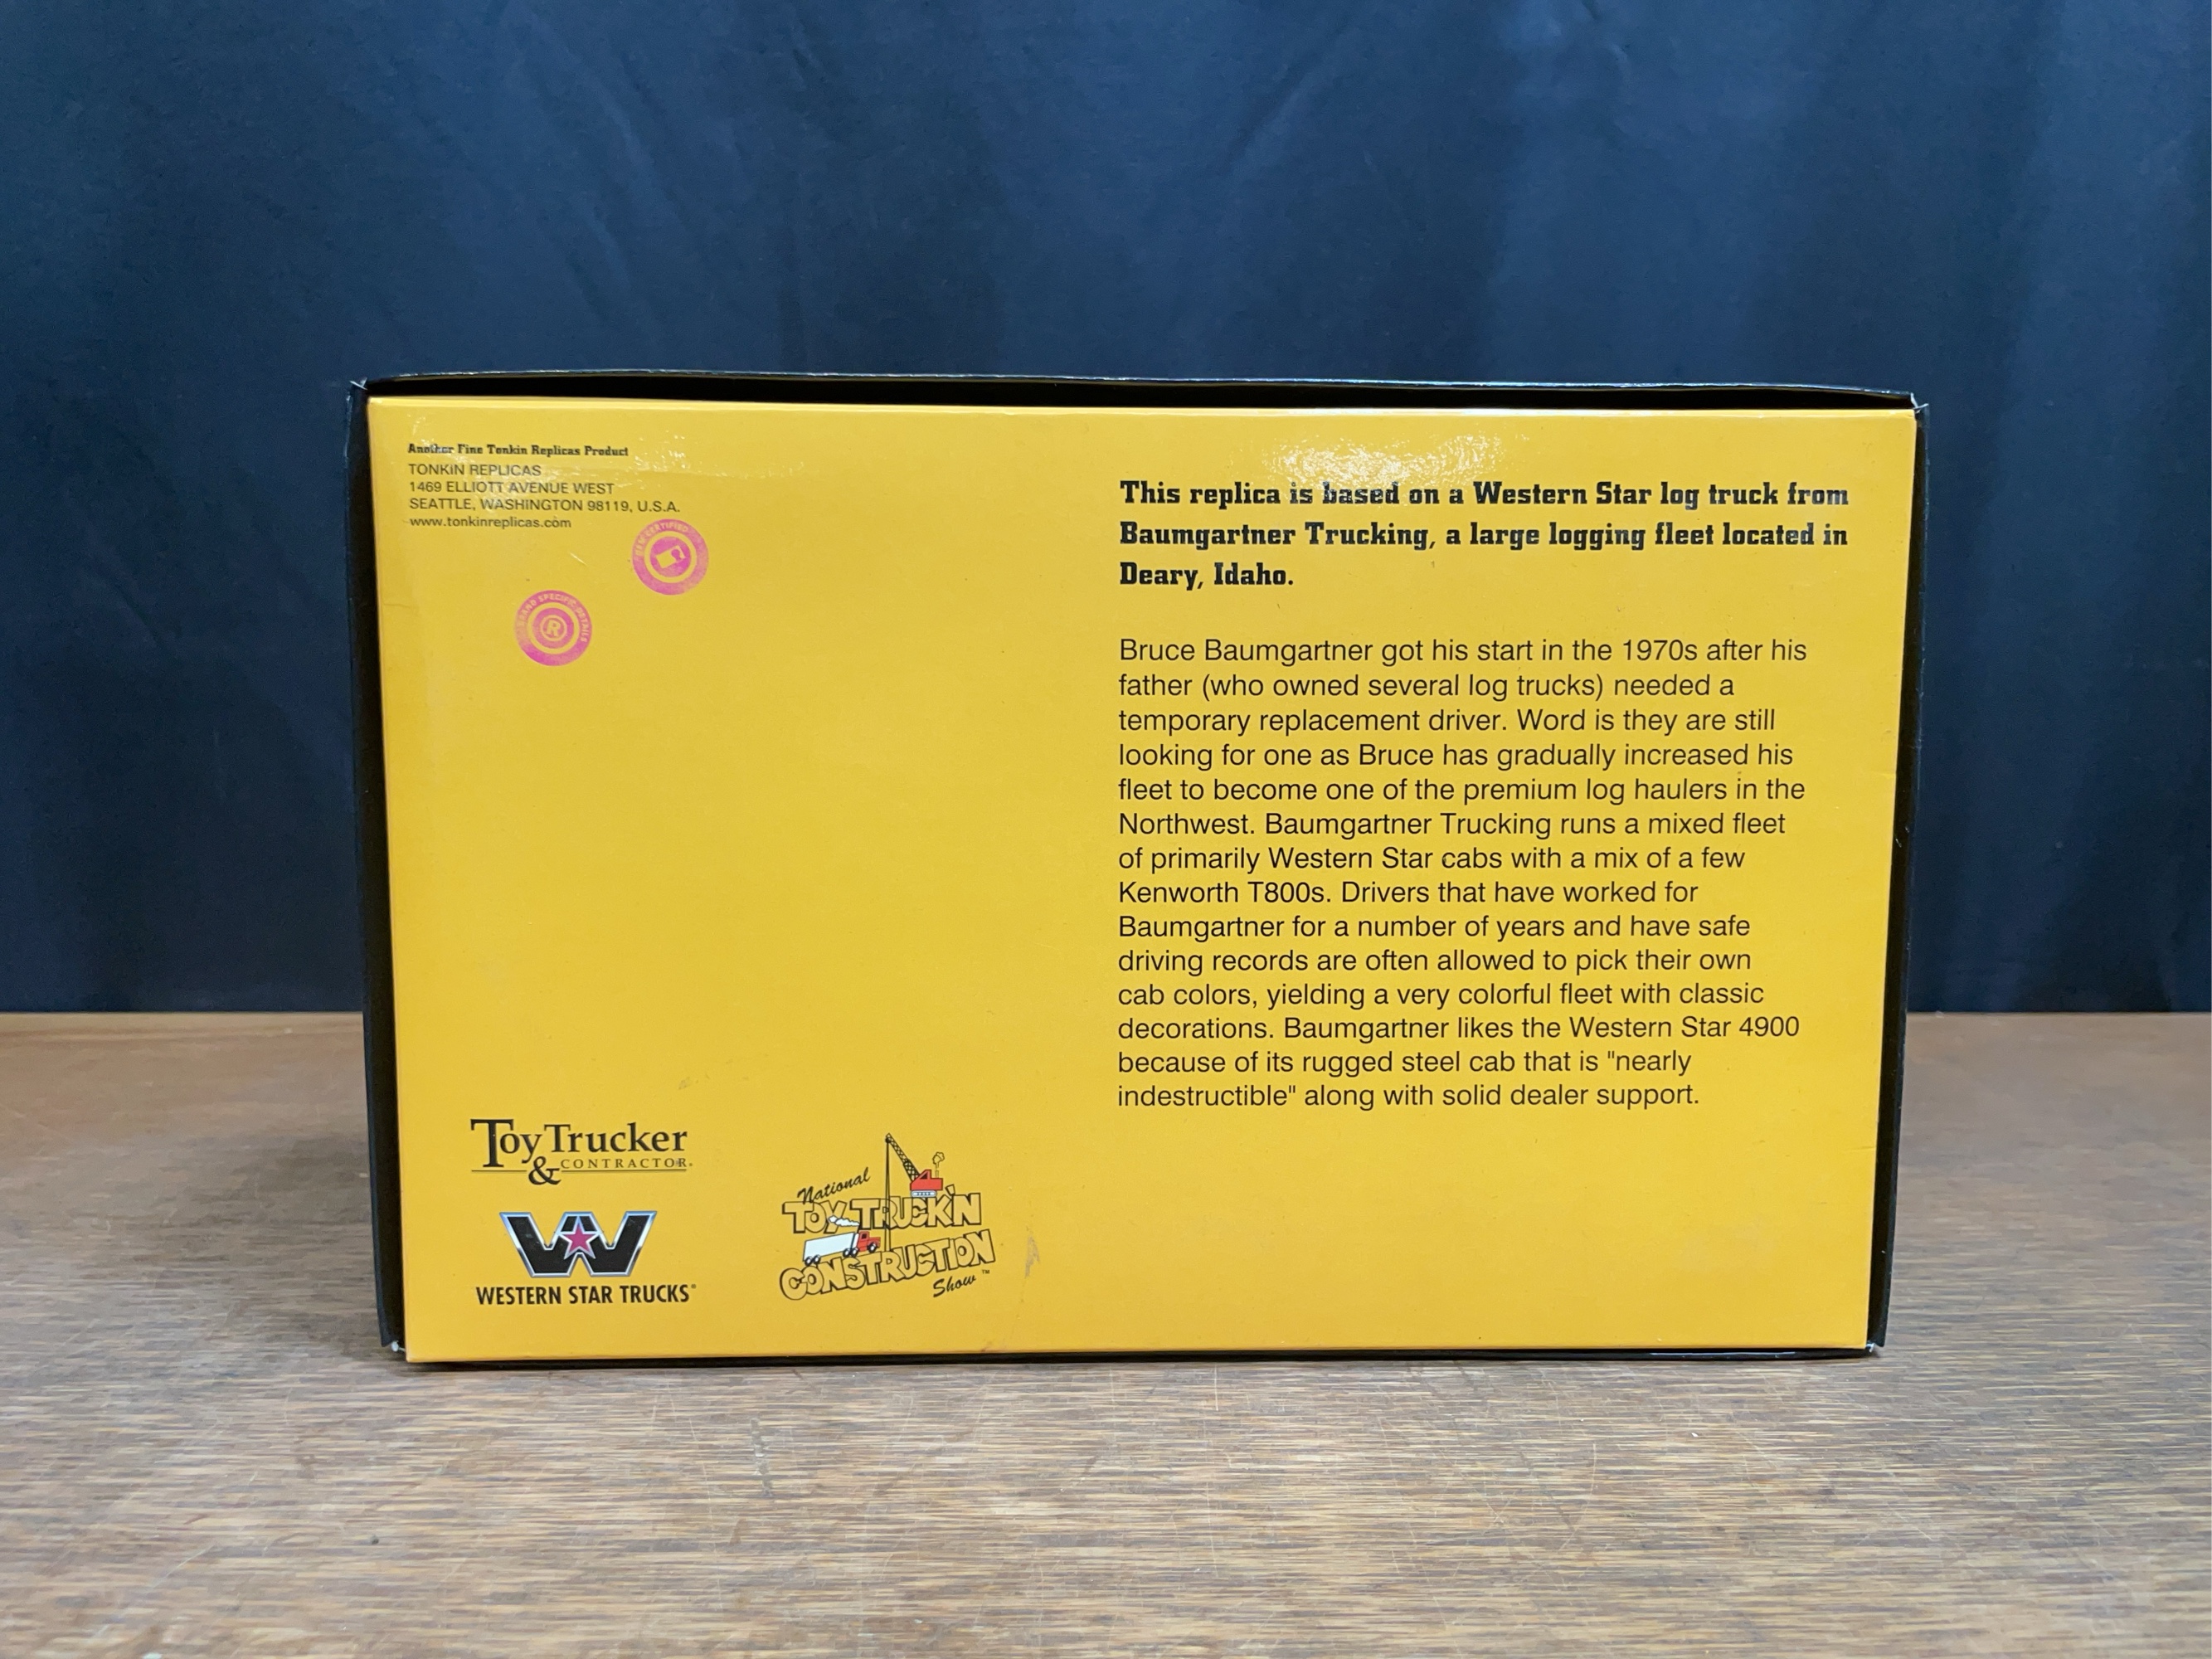 Another Fine Tonkin Replicas Product
TONKIN REPLICAS
1469 ELLIOTT AVENUE WEST
SEATTLE, WASHINGTON 98119, U.S.A.
www.tonkinreplicas.com
OEM CERTIFIED
BRAND SPECIFIC DETAILS
®
This replica is based on a Western Star log truck from
Baumgartner Trucking, a large logging fleet located in
Deary, Idaho.
Bruce Baumgartner got his start in the 1970s after his
father (who owned several log trucks) needed a
temporary replacement driver. Word is they are still
looking for one as Bruce has gradually increased his
fleet to become one of the premium log haulers in the
Northwest. Baumgartner Trucking runs a mixed fleet
of primarily Western Star cabs with a mix of a few
Kenworth T800s. Drivers that have worked for
Baumgartner for a number of years and have safe
driving records are often allowed to pick their own
cab colors, yielding a very colorful fleet with classic
decorations. Baumgartner likes the Western Star 4900
because of its rugged steel cab that is "nearly
indestructible" along with solid dealer support.
Toy Trucker
& CONTRACTOR®
WESTERN STAR TRUCKS®
National
TOY TRUCK'N
CONSTRUCTION
Show™